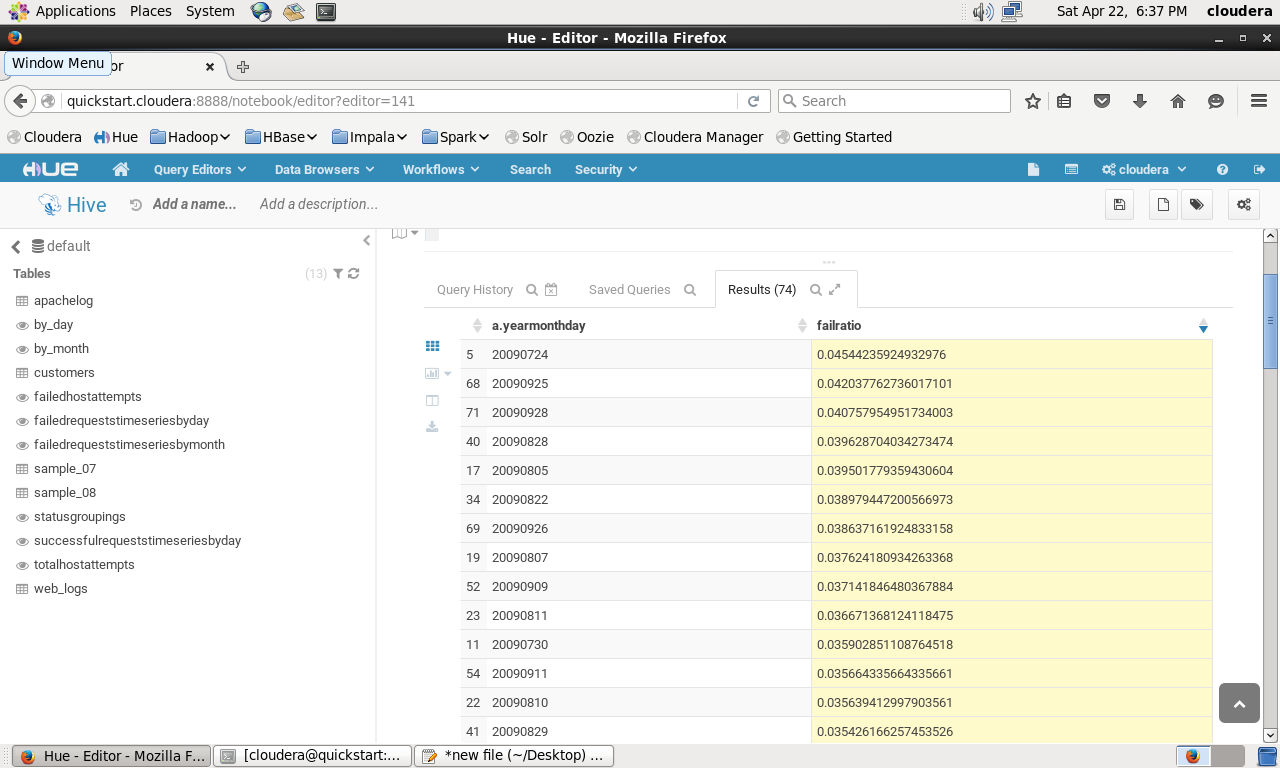 Applications Places System Sat Apr 22, 6:37 PM cloudera
Hue - Editor - Mozilla Firefox
Window Menu or
quickstart.cloudera:8888/notebook/editor?editor=141 Search
Cloudera Hue Hadoop HBase Impala Spark Solr Oozie Cloudera Manager Getting Started
HUE Query Editors Data Browsers Workflows Search Security cloudera
Hive Add a name... Add a description...
default
Tables (13)
apachelog
by_day
by_month
customers
failedhostattempts
failedrequeststimeseriesbyday
failedrequeststimeseriesbymonth
sample_07
sample_08
statusgroupings
successfulrequeststimeseriesbyday
totalhostattempts
web_logs
Query History Saved Queries Results (74)
a.yearmonthday failratio
5 20090724 0.04544235924932976
68 20090925 0.042037762736017101
71 20090928 0.040757954951734003
40 20090828 0.039628704034273474
17 20090805 0.039501779359430604
34 20090822 0.038979447200566973
69 20090926 0.038637161924833158
19 20090807 0.037624180934263368
52 20090909 0.037141846480367884
23 20090811 0.036671368124118475
11 20090730 0.035902851108764518
54 20090911 0.035664335664335661
22 20090810 0.035639412997903561
41 20090829 0.035426166257453526
Hue - Editor - Mozilla F... [cloudera@quickstart:... *new file (~/Desktop) ...